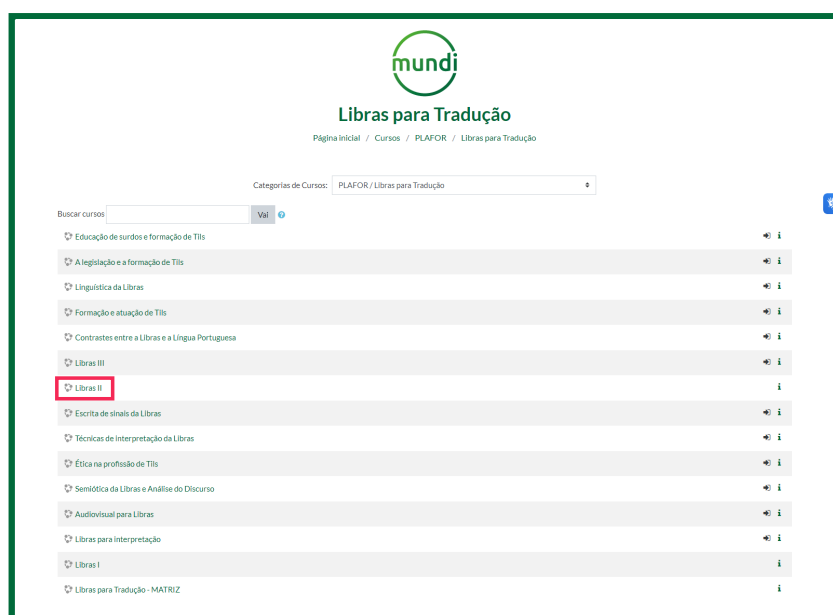 mundi
Libras para Tradução
Página inicial / Cursos / PLAFOR / Libras para Tradução
Categorias de Cursos: PLAFOR / Libras para Tradução
Buscar cursos Vai
Educação de surdos e formação de Tils
A legislação e a formação de Tils
Linguística da Libras
Formação e atuação de Tils
Contrastes entre a Libras e a Língua Portuguesa
Libras III
Libras II
Escrita de sinais da Libras
Técnicas de interpretação da Libras
Ética na profissão de Tils
Semiótica da Libras e Análise do Discurso
Audiovisual para Libras
Libras para interpretação
Libras I
Libras para Tradução - MATRIZ